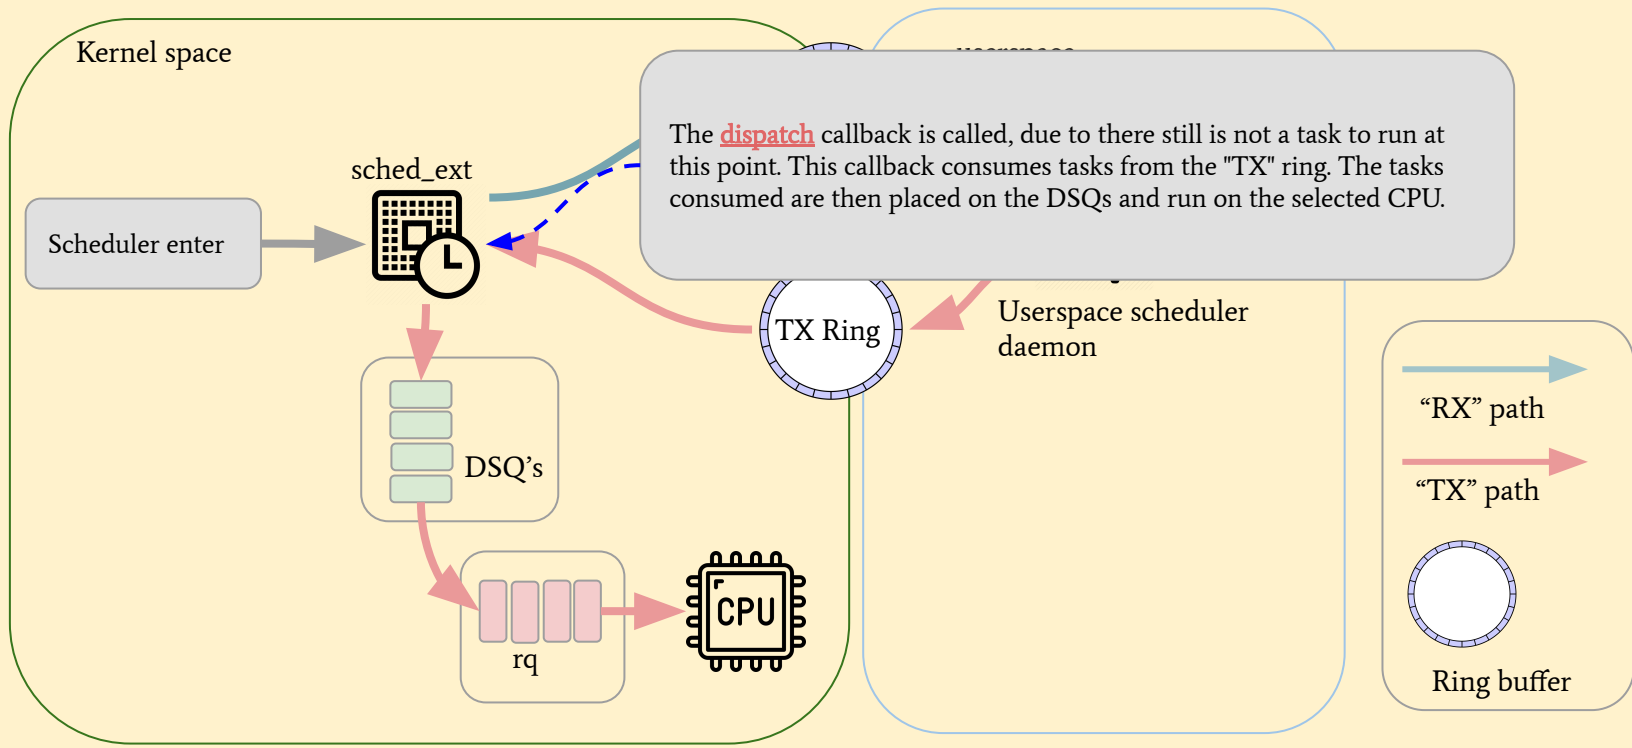 Kernel space
The dispatch callback is called, due to there still is not a task to run at
this point. This callback consumes tasks from the "TX" ring. The tasks
consumed are then placed on the DSQs and run on the selected CPU.
sched_ext
Scheduler enter
TX Ring
Userspace scheduler
daemon
“RX” path
“TX” path
DSQ’s
CPU
rq
Ring buffer